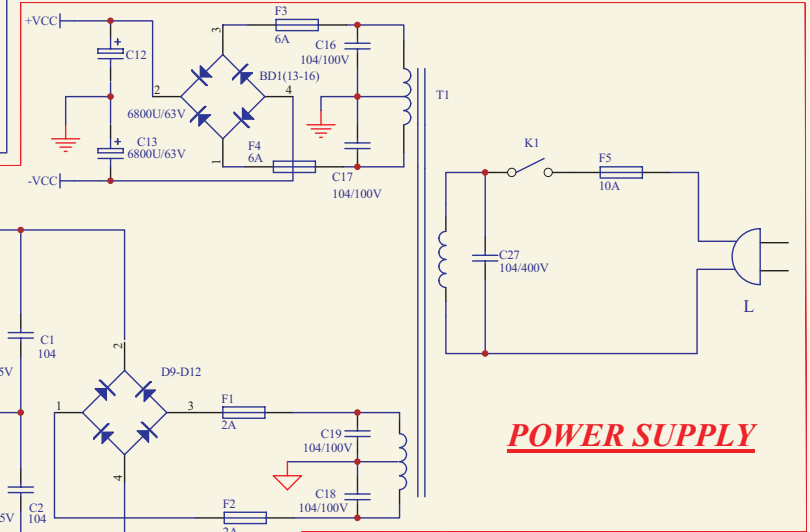 F3
6A
+VCC
C12
C16
104/100V
3
BD1(13-16)
2
4
T1
6800U/63V
C13
6800U/63V
K1
F4
6A
1
F5
10A
-VCC
C17
104/100V
C27
104/400V
L
C1
104
5V
2
D9-D12
1
3
F1
2A
C19
104/100V
POWER SUPPLY
4
C18
104/100V
C2
104
5V
F2
2A